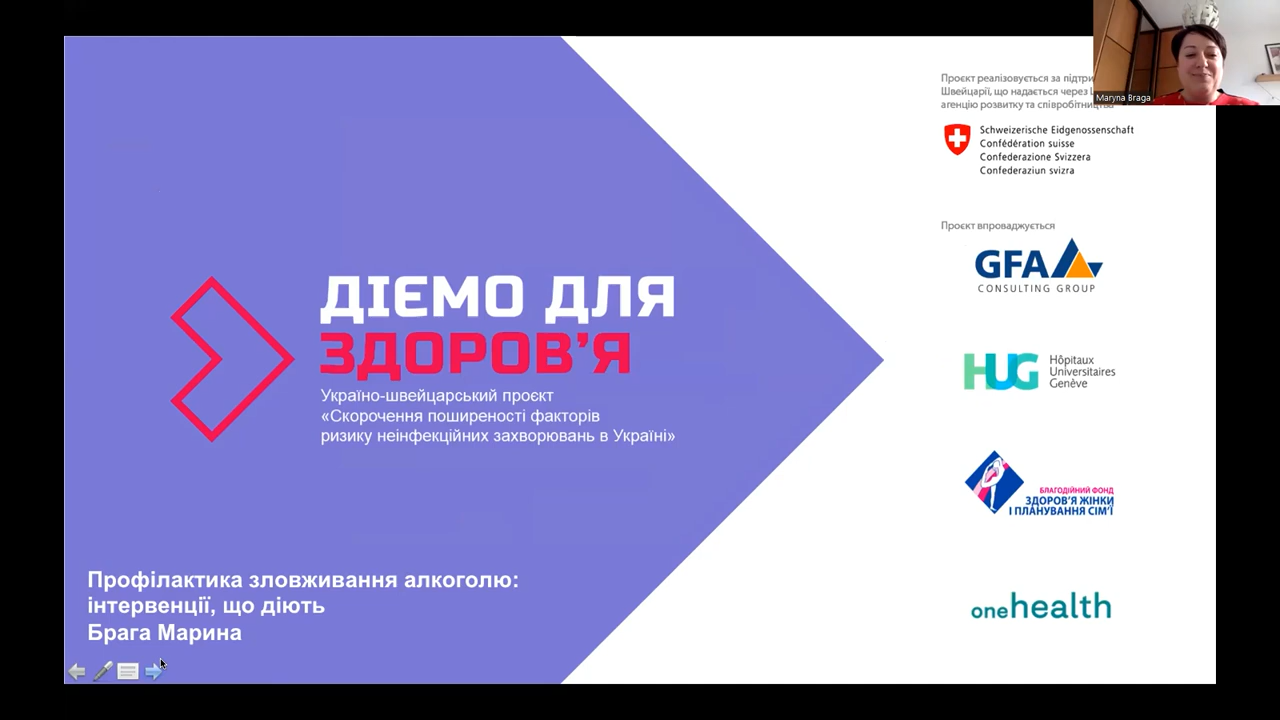 ДІЄМО ДЛЯ
ЗДОРОВ'Я
Україно-швейцарський проєкт
«Скорочення поширеності факторів
ризику неінфекційних захворювань в Україні»
Профілактика зловживання алкоголю:
інтервенції, що діють
Брага Марина
Проєкт реалізовується за
Швейцарії, що надається через
агенцію розвитку та співробітництва
Maryna Braga
Schweizerische Eidgenossenschaft
Confédération suisse
Confederazione Svizzera
Confederaziun svizra
Проєкт впроваджується
GFA
CONSULTING GROUP
HUG
Hôpitaux
Universitaires
Genève
БЛАГОДІЙНИЙ ФОНД
ЗДОРОВ'Я ЖІНКИ
І ПЛАНУВАННЯ СІМ'Ї
onehealth